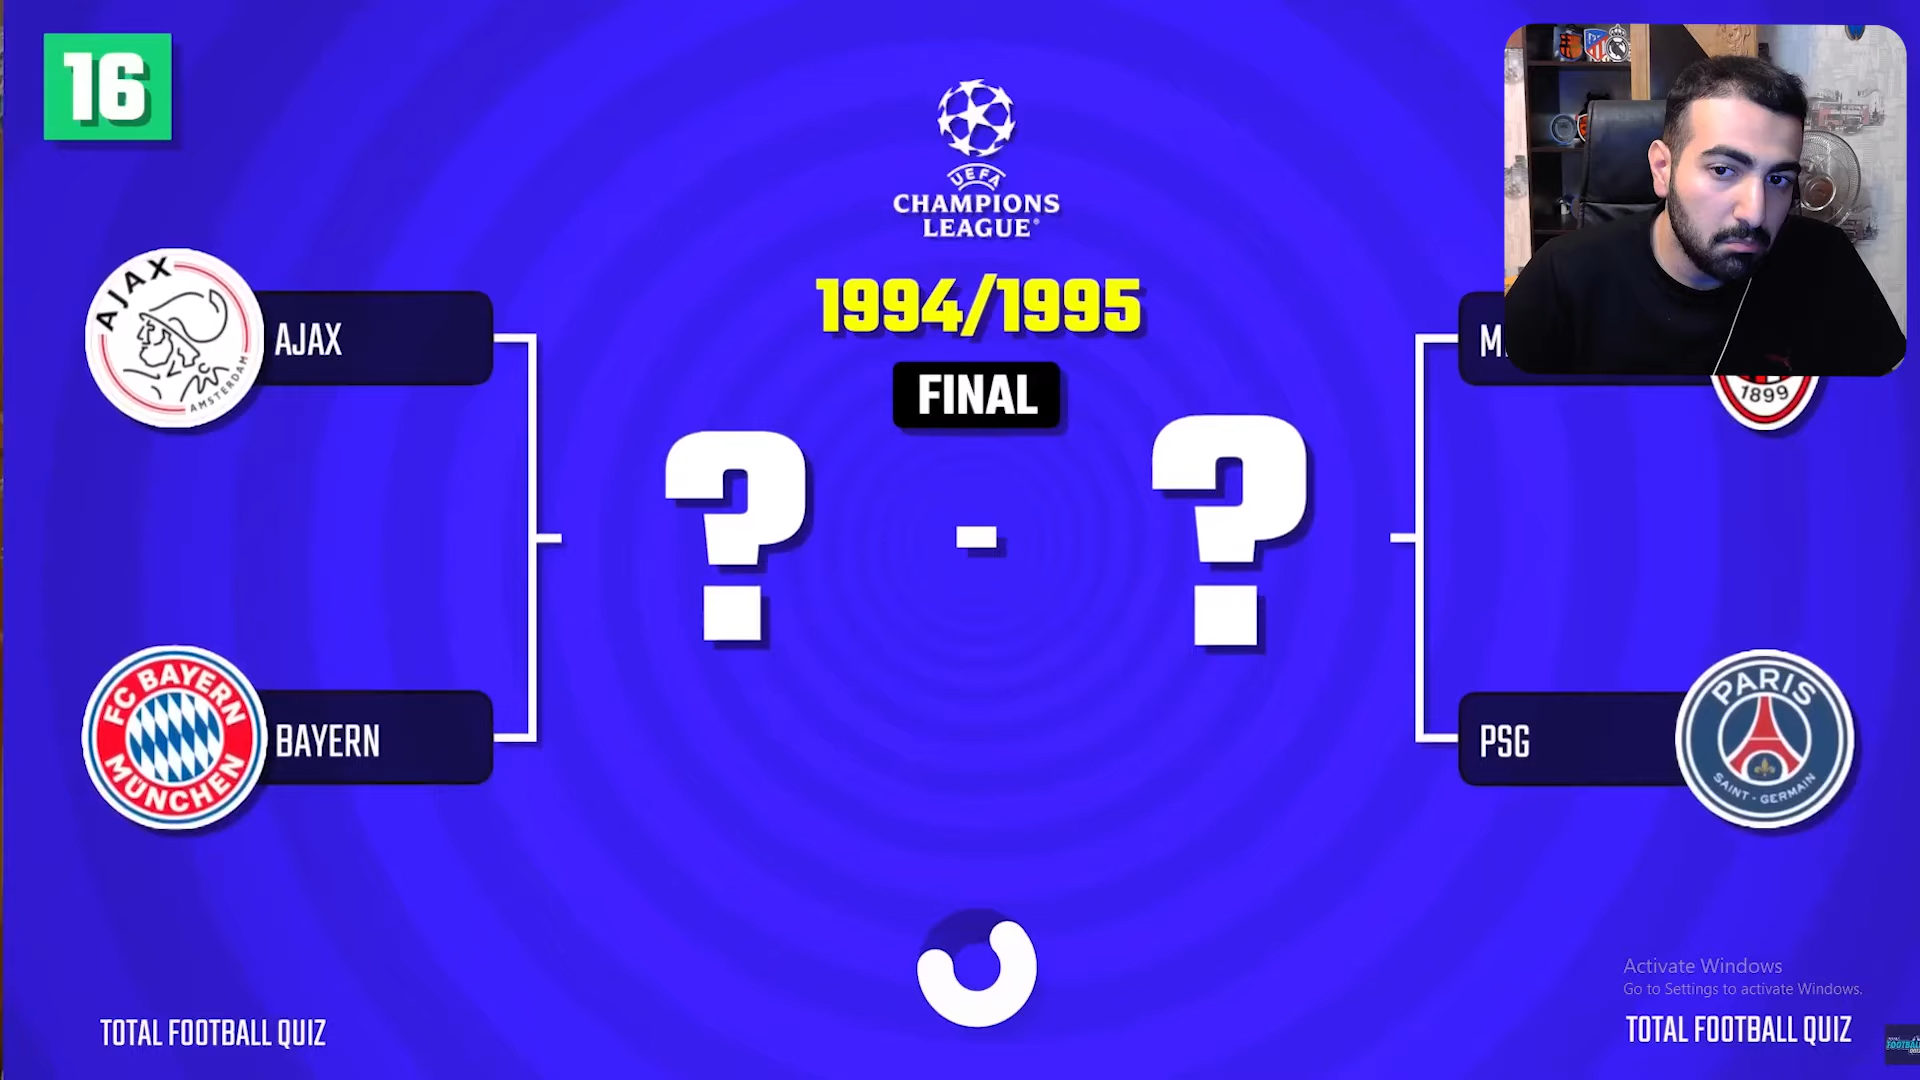 16
UEFA
CHAMPIONS
LEAGUE
1994/1995
FINAL
AJAX
AJAX
AMSTERDAM
1899
? - ?
FC BAYERN
MÜNCHEN
BAYERN
PSG
PARIS
SAINT-GERMAIN
Activate Windows
Go to Settings to activate Windows.
TOTAL FOOTBALL QUIZ
TOTAL FOOTBALL QUIZ